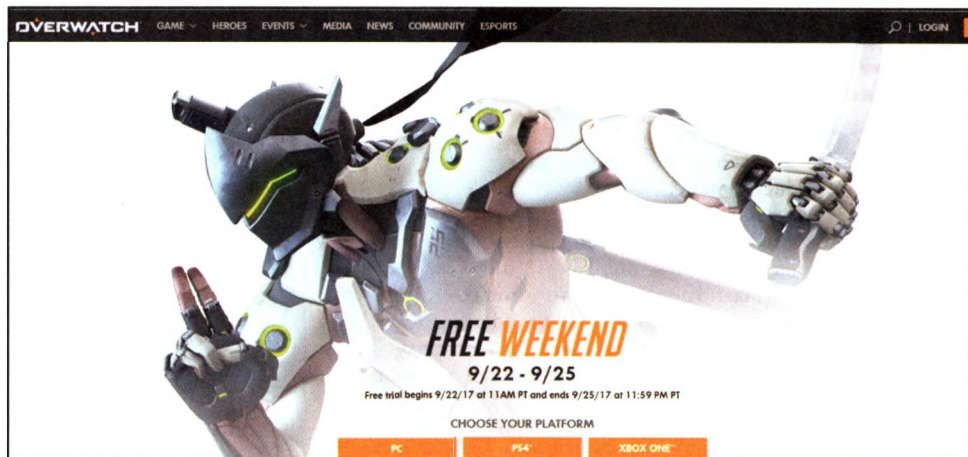 OVERWATCH GAME HEROES EVENTS MEDIA NEWS COMMUNITY ESPORTS | LOGIN
FREE WEEKEND
9/22 - 9/25
Free trial begins 9/22/17 at 11AM PT and ends 9/25/17 at 11:59 PM PT
CHOOSE YOUR PLATFORM
PC PS4* XBOX ONE™